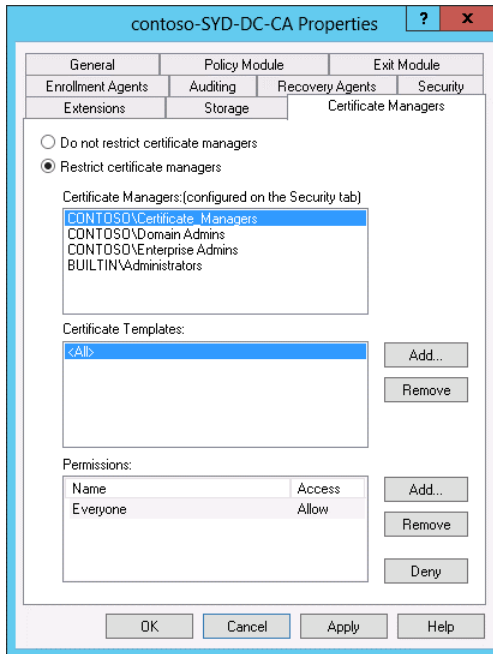 contoso-SYD-DC-CA Properties ? x
General Policy Module Exit Module
Enrollment Agents Auditing Recovery Agents Security
Extensions Storage Certificate Managers
Do not restrict certificate managers
Restrict certificate managers
Certificate Managers:(configured on the Security tab)
CONTOSO\Certificate_Managers
CONTOSO\Domain Admins
CONTOSO\Enterprise Admins
BUILTIN\Administrators
Certificate Templates:
<All>
Add...
Remove
Permissions:
Name Access
Everyone Allow
Add...
Remove
Deny
OK Cancel Apply Help